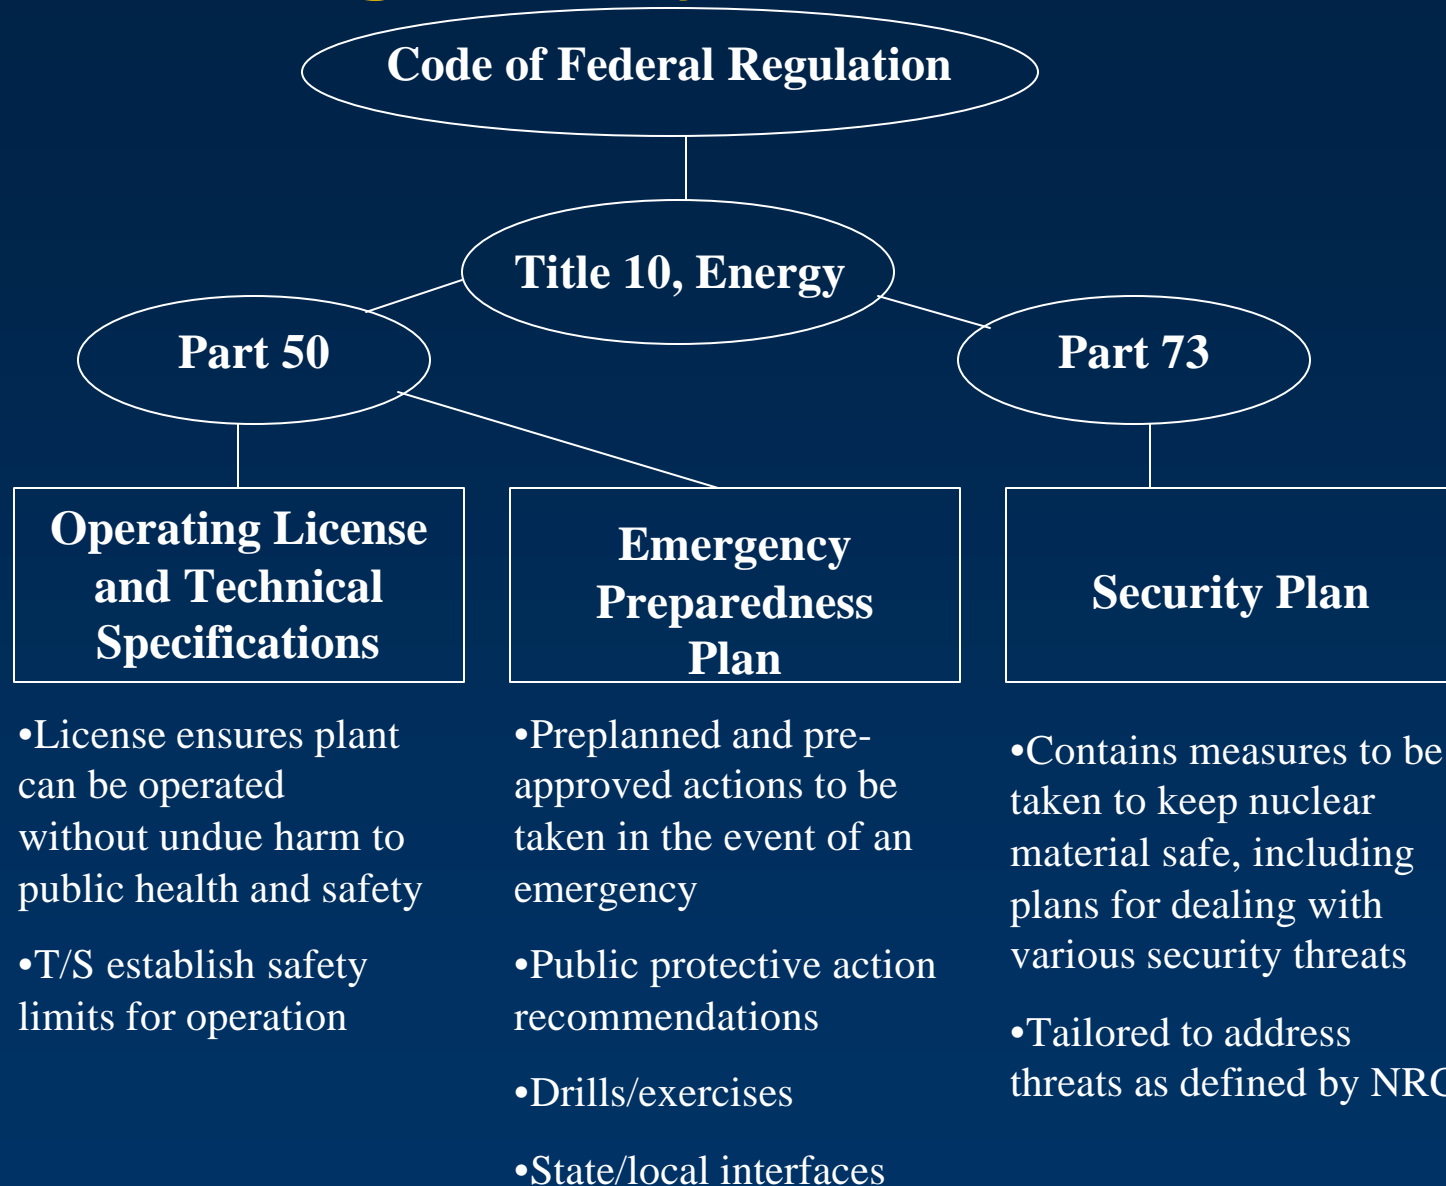 Code of Federal Regulation
Title 10, Energy
Part 50
Part 73
Operating License
and Technical
Specifications
Emergency
Preparedness
Plan
Security Plan
•License ensures plant
can be operated
without undue harm to
public health and safety
•T/S establish safety
limits for operation
•Preplanned and pre-
approved actions to be
taken in the event of an
emergency
•Public protective action
recommendations
•Drills/exercises
•State/local interfaces
•Contains measures to be
taken to keep nuclear
material safe, including
plans for dealing with
various security threats
•Tailored to address
threats as defined by NRC